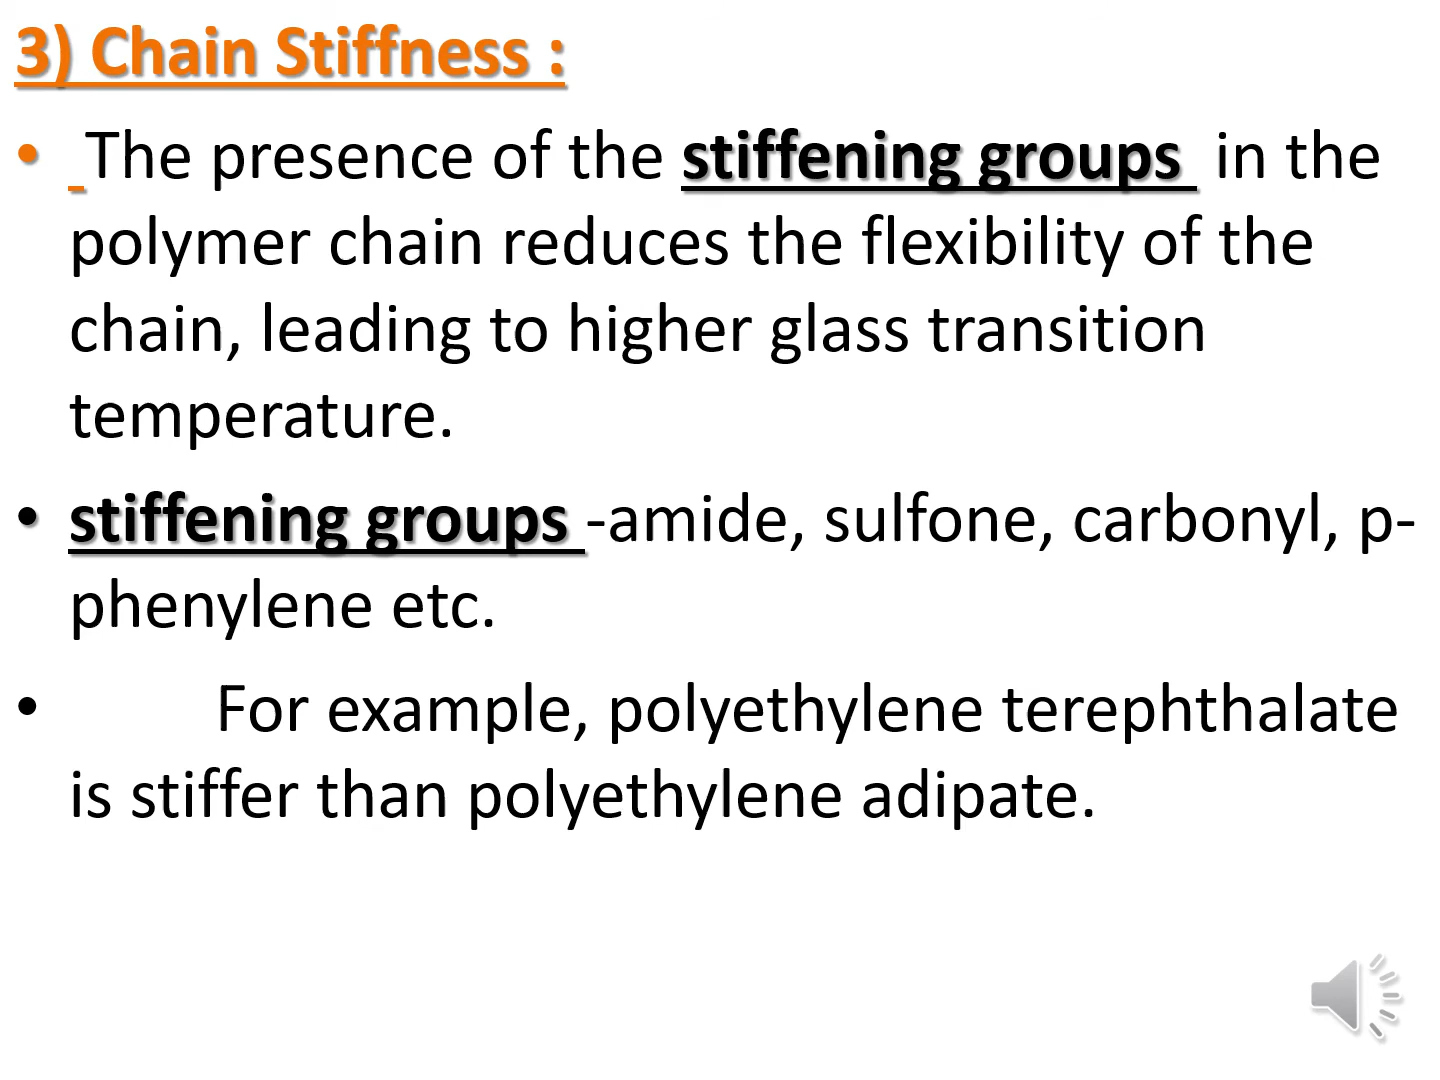 3) Chain Stiffness :
• The presence of the stiffening groups in the
polymer chain reduces the flexibility of the
chain, leading to higher glass transition
temperature.
• stiffening groups -amide, sulfone, carbonyl, p-
phenylene etc.
• For example, polyethylene terephthalate
is stiffer than polyethylene adipate.